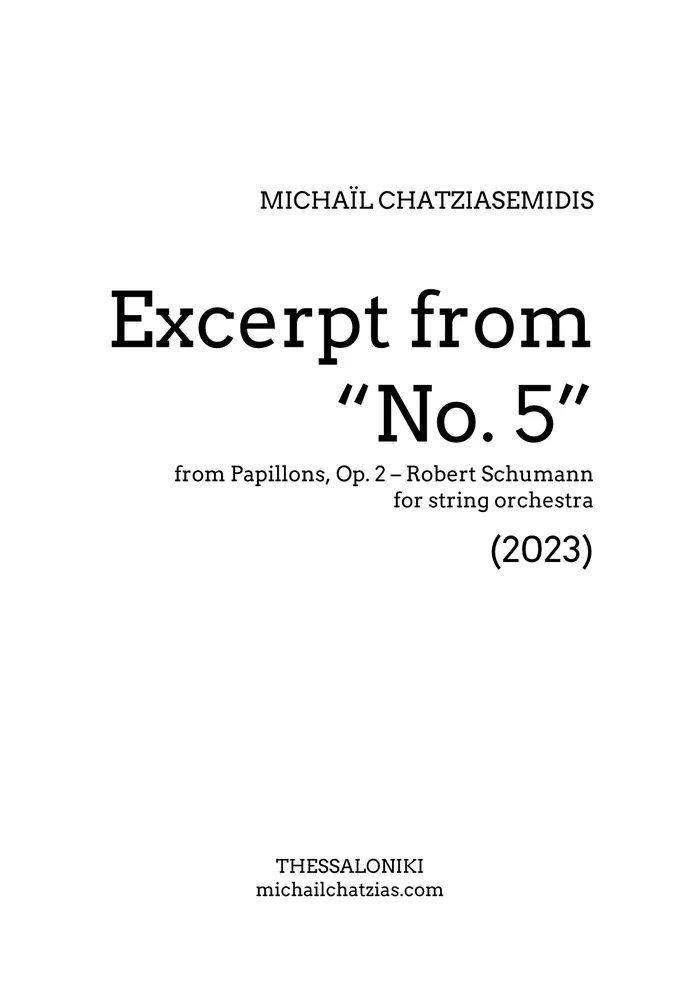 MICHAÏL CHATZIASEMIDIS
Excerpt from
“No. 5”
from Papillons, Op. 2 – Robert Schumann
for string orchestra
(2023)
THESSALONIKI
michailchatzias.com